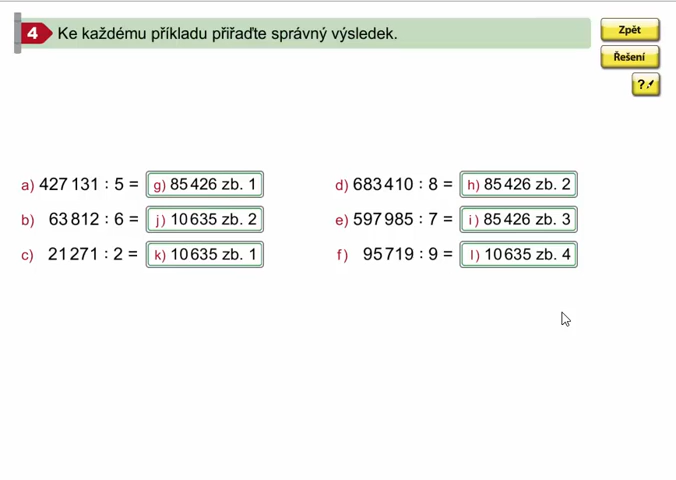 4 Ke každému příkladu přiřaďte správný výsledek.
Zpět
Řešení
?
a) 427 131 : 5 = g) 85 426 zb. 1
b) 63 812 : 6 = j) 10 635 zb. 2
c) 21 271 : 2 = k) 10 635 zb. 1
d) 683 410 : 8 = h) 85 426 zb. 2
e) 597 985 : 7 = i) 85 426 zb. 3
f) 95 719 : 9 = l) 10 635 zb. 4